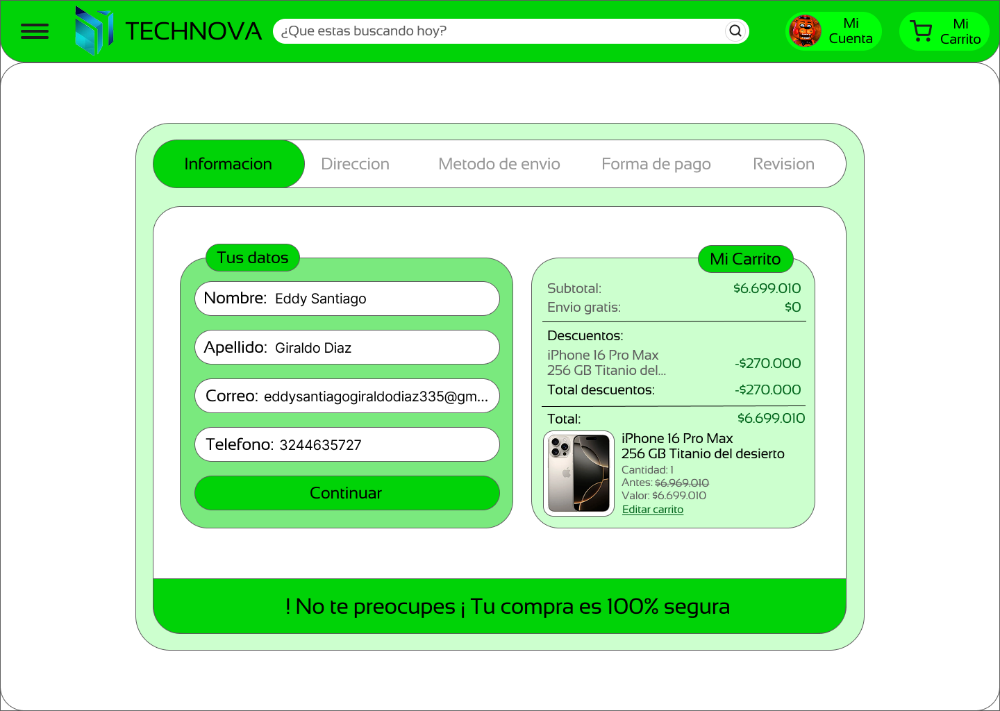 TECHNOVA
¿Que estas buscando hoy?
Mi
Cuenta
Mi
Carrito
Informacion
Direccion
Metodo de envio
Forma de pago
Revision
Tus datos
Nombre: Eddy Santiago
Apellido: Giraldo Diaz
Correo: eddysantiagogiraldodiaz335@gm...
Telefono: 3244635727
Continuar
Mi Carrito
Subtotal: $6.699.010
Envio gratis: $0
Descuentos:
iPhone 16 Pro Max
256 GB Titanio del...
-$270.000
Total descuentos: -$270.000
Total: $6.699.010
iPhone 16 Pro Max
256 GB Titanio del desierto
Cantidad: 1
Antes: $6.969.010
Valor: $6.699.010
Editar carrito
! No te preocupes ¡ Tu compra es 100% segura